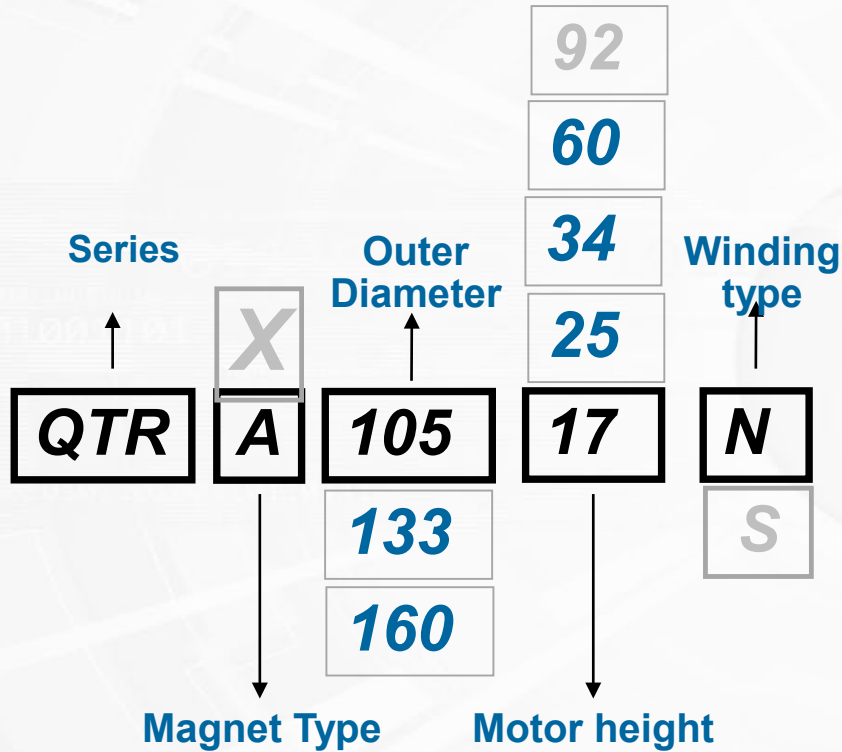 92
60
34
25
Series
Outer
Diameter
Winding
type
X
QTR A 105 17 N
133
160
S
Magnet Type
Motor height